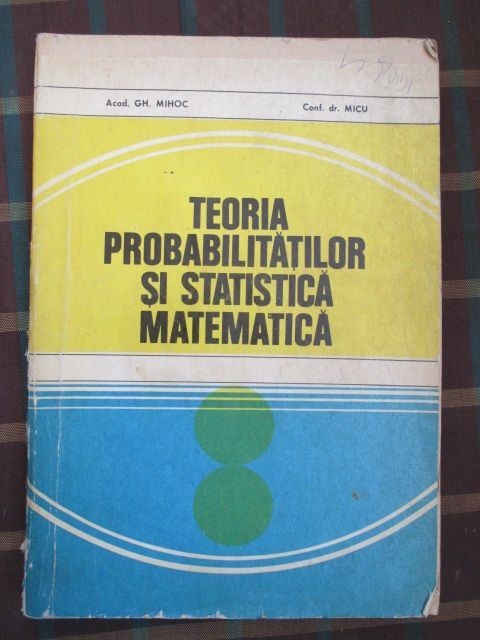 Acad. GH. MIHOC Conf. dr. MICU
TEORIA
PROBABILITĂȚILOR
ȘI STATISTICĂ
MATEMATICĂ